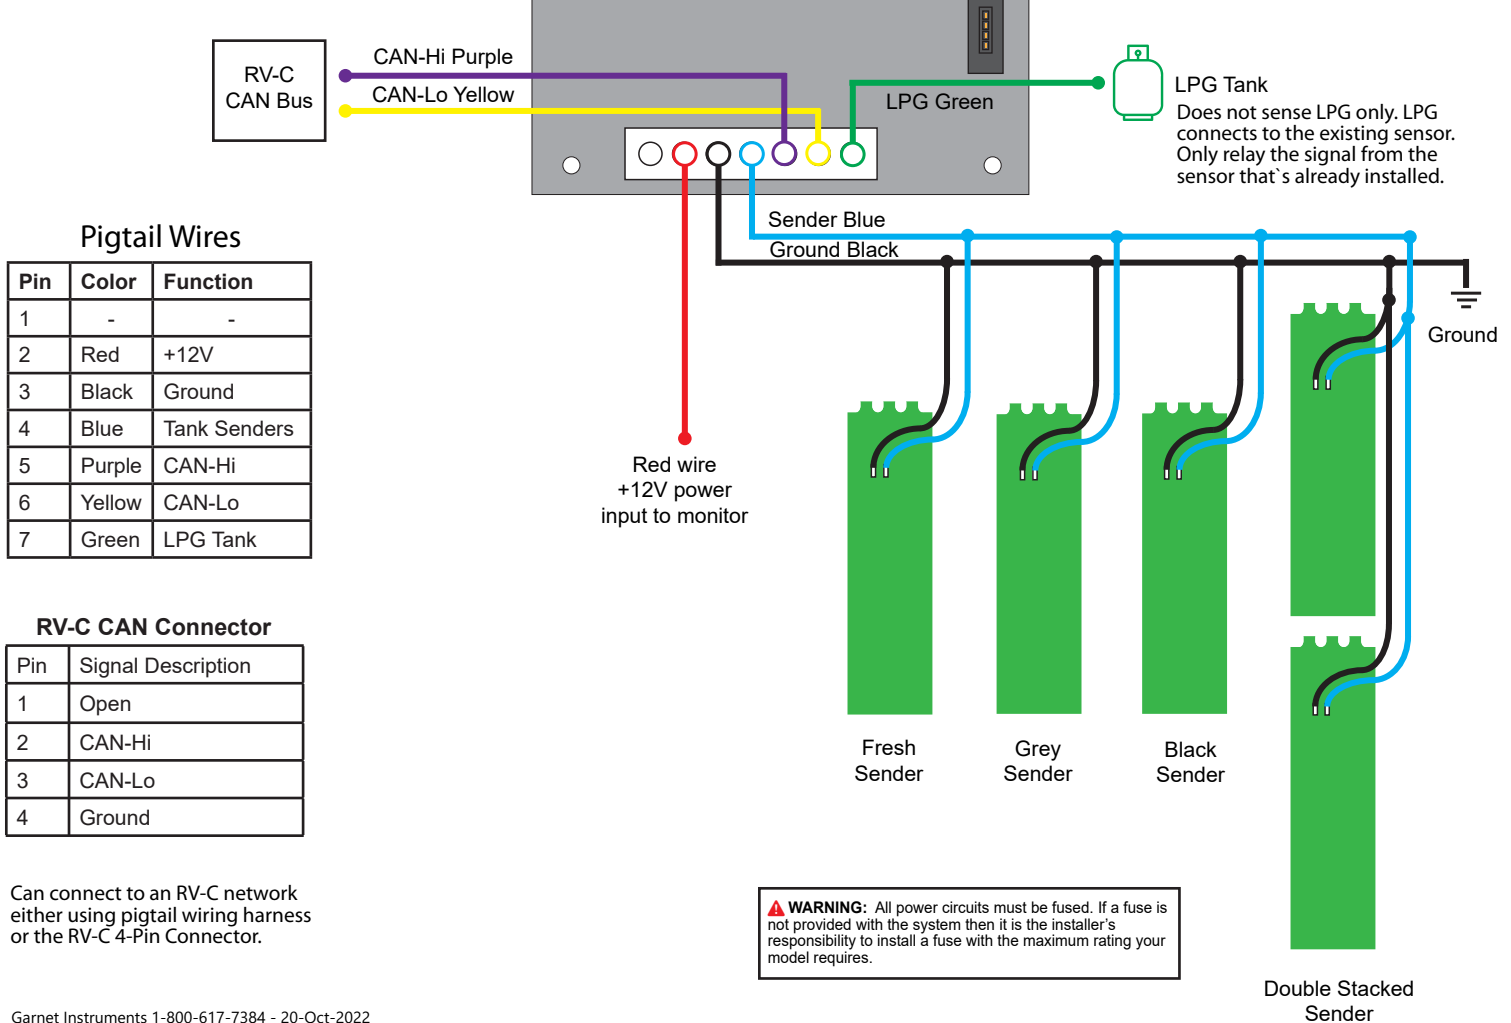 RV-C
CAN Bus
CAN-Hi Purple
CAN-Lo Yellow
LPG Green
LPG Tank
Does not sense LPG only. LPG
connects to the existing sensor.
Only relay the signal from the
sensor that`s already installed.
Sender Blue
Ground Black
Ground
Red wire
+12V power
input to monitor
Pigtail Wires
Pin Color Function
1 - -
2 Red +12V
3 Black Ground
4 Blue Tank Senders
5 Purple CAN-Hi
6 Yellow CAN-Lo
7 Green LPG Tank
RV-C CAN Connector
Pin Signal Description
1 Open
2 CAN-Hi
3 CAN-Lo
4 Ground
Can connect to an RV-C network
either using pigtail wiring harness
or the RV-C 4-Pin Connector.
Fresh
Sender
Grey
Sender
Black
Sender
Double Stacked
Sender
WARNING: All power circuits must be fused. If a fuse is
not provided with the system then it is the installer's
responsibility to install a fuse with the maximum rating your
model requires.
Garnet Instruments 1-800-617-7384 - 20-Oct-2022